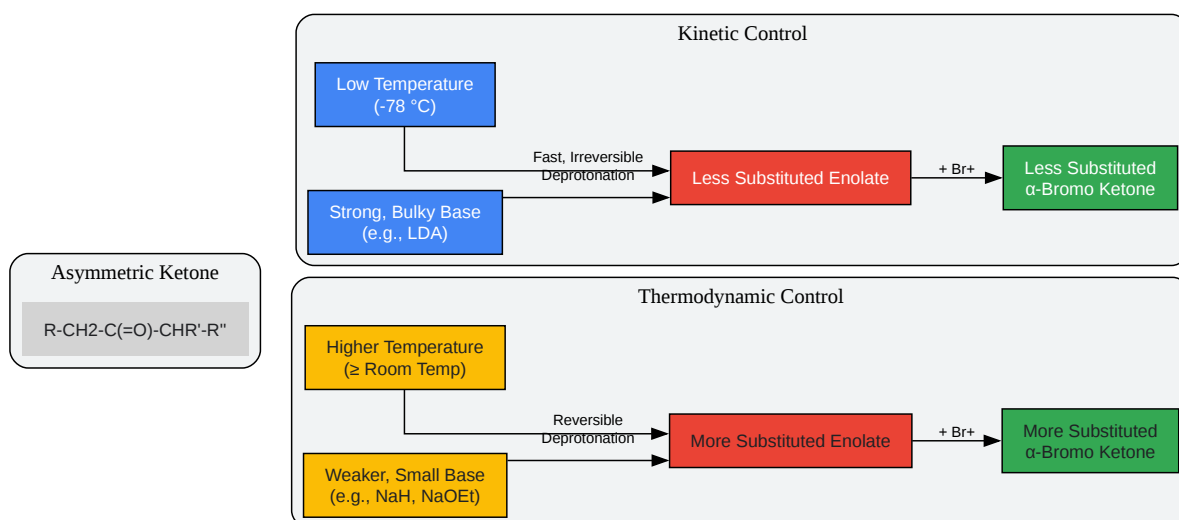 Kinetic Control
Low Temperature
(-78 °C)
Fast, Irreversible
Deprotonation
Less Substituted Enolate
+ Br+
Less Substituted
α-Bromo Ketone
Strong, Bulky Base
(e.g., LDA)
Asymmetric Ketone
R-CH2-C(=O)-CHR'-R"
Thermodynamic Control
Higher Temperature
(≥ Room Temp)
Reversible
Deprotonation
More Substituted Enolate
+ Br+
More Substituted
α-Bromo Ketone
Weaker, Small Base
(e.g., NaH, NaOEt)